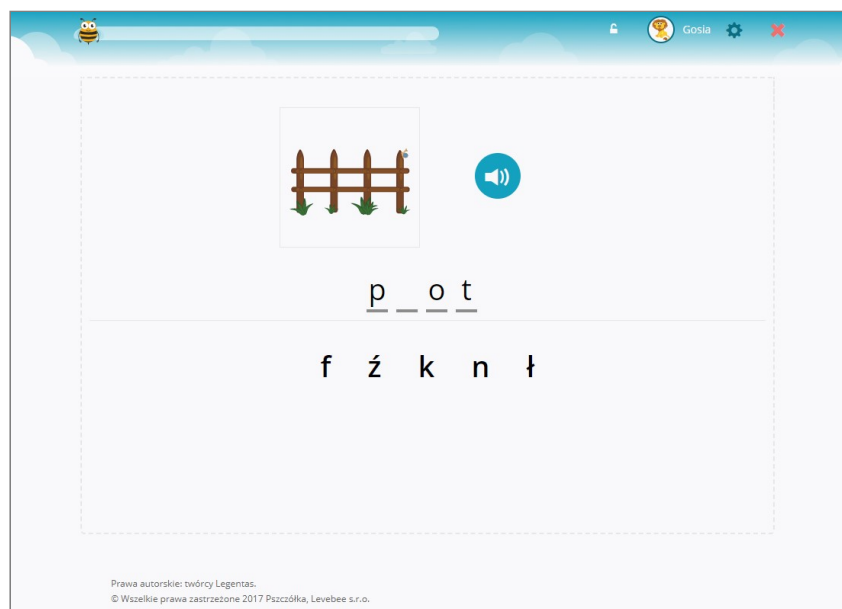 Gosia
p _ o t
f ź k n ł
Prawa autorskie: twórcy Legentas.
© Wszelkie prawa zastrzeżone 2017 Pszczółka, Levebee s.r.o.